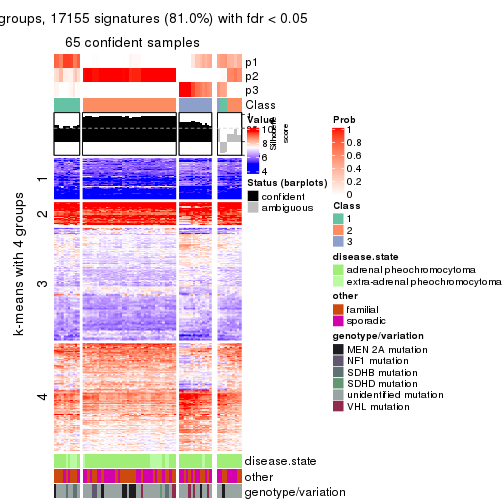 groups, 17155 signatures (81.0%) with fdr < 0.05
65 confident samples
p1
p2
p3
Class
Silhouette
score
1
2
3
4
k-means with 4 groups
disease.state
other
genotype/variation
Value
10
8
6
4
Status (barplots)
confident
ambiguous
Prob
1
0.8
0.6
0.4
0.2
0
Class
1
2
3
disease.state
adrenal pheochromocytoma
extra-adrenal pheochromocytoma
other
familial
sporadic
genotype/variation
MEN 2A mutation
NF1 mutation
SDHB mutation
SDHD mutation
unidentified mutation
VHL mutation